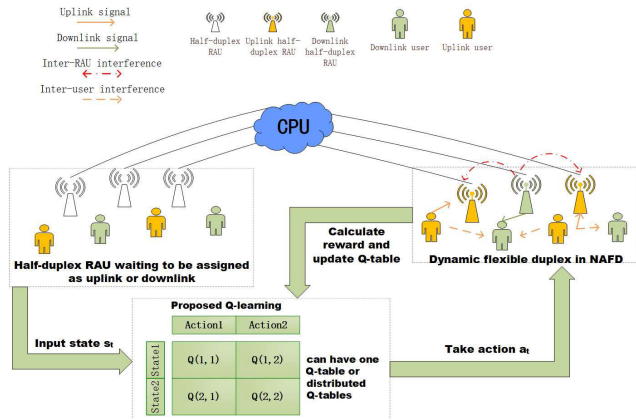 Uplink signal
Downlink signal
Inter-RAU interference
Inter-user interference
Half-duplex
RAU
Uplink half-
duplex RAU
Downlink
half-duplex RAU
Downlink user
Uplink user
CPU
Half-duplex RAU waiting to be assigned
as uplink or downlink
Calculate
reward and
update Q-table
Dynamic flexible duplex in NAFD
Input state sₜ
Proposed Q-learning
Action1
Action2
State1
Q(1,1)
Q(1,2)
State2
Q(2,1)
Q(2,2)
can have one
Q-table or
distributed
Q-tables
Take action aₜ